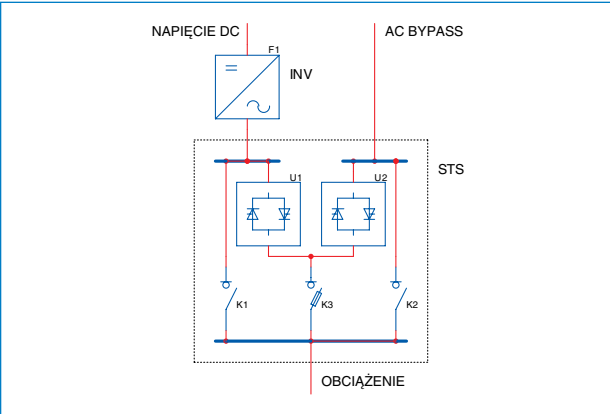 NAPIĘCIE DC
AC BYPASS
F1
INV
STS
U1
U2
K1
K3
K2
OBCIĄŻENIE